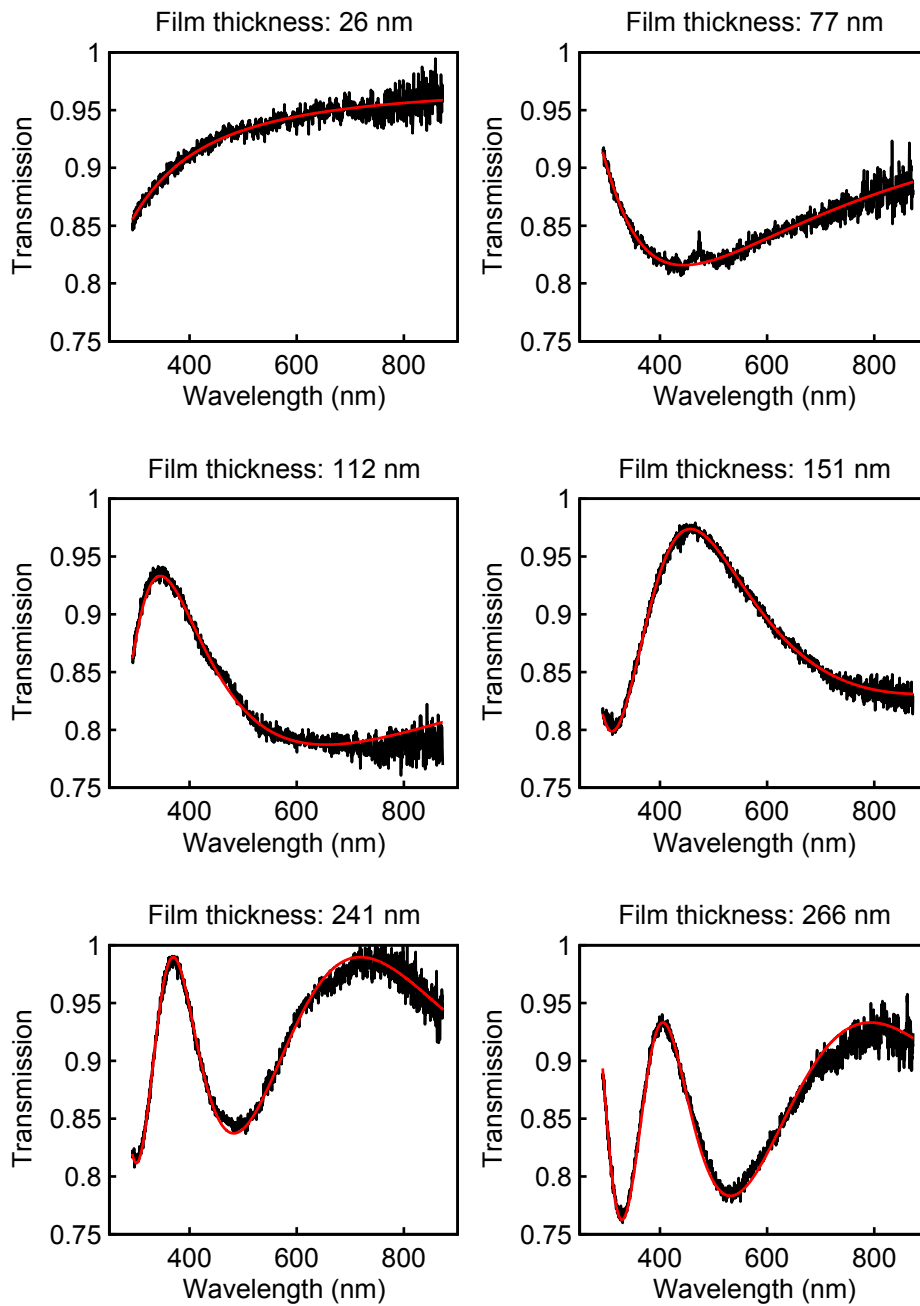 Film thickness: 26 nm
1
0.95
0.9
0.85
0.8
0.75
Transmission
400 600 800
Wavelength (nm)
Film thickness: 77 nm
1
0.95
0.9
0.85
0.8
0.75
Transmission
400 600 800
Wavelength (nm)
Film thickness: 112 nm
1
0.95
0.9
0.85
0.8
0.75
Transmission
400 600 800
Wavelength (nm)
Film thickness: 151 nm
1
0.95
0.9
0.85
0.8
0.75
Transmission
400 600 800
Wavelength (nm)
Film thickness: 241 nm
1
0.95
0.9
0.85
0.8
0.75
Transmission
400 600 800
Wavelength (nm)
Film thickness: 266 nm
1
0.95
0.9
0.85
0.8
0.75
Transmission
400 600 800
Wavelength (nm)